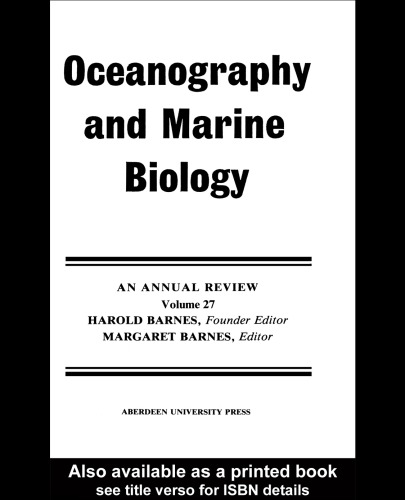 Oceanography
and Marine
Biology
AN ANNUAL REVIEW
Volume 27
HAROLD BARNES, Founder Editor
MARGARET BARNES, Editor
ABERDEEN UNIVERSITY PRESS
Also available as a printed book
see title verso for ISBN details